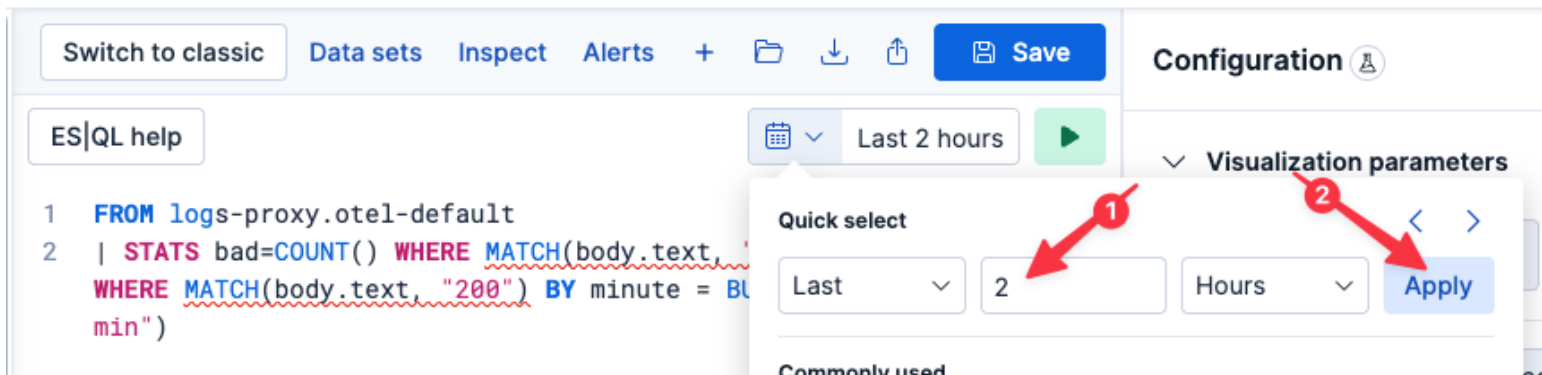 Switch to classic Data sets Inspect Alerts + Save
Configuration
ES|QL help Last 2 hours
Visualization parameters
1 FROM logs-proxy.otel-default
2 | STATS bad=COUNT() WHERE MATCH(body.text, "
WHERE MATCH(body.text, "200") BY minute = BU
min")
Quick select
1
2
Last 2 Hours Apply
Commonly used